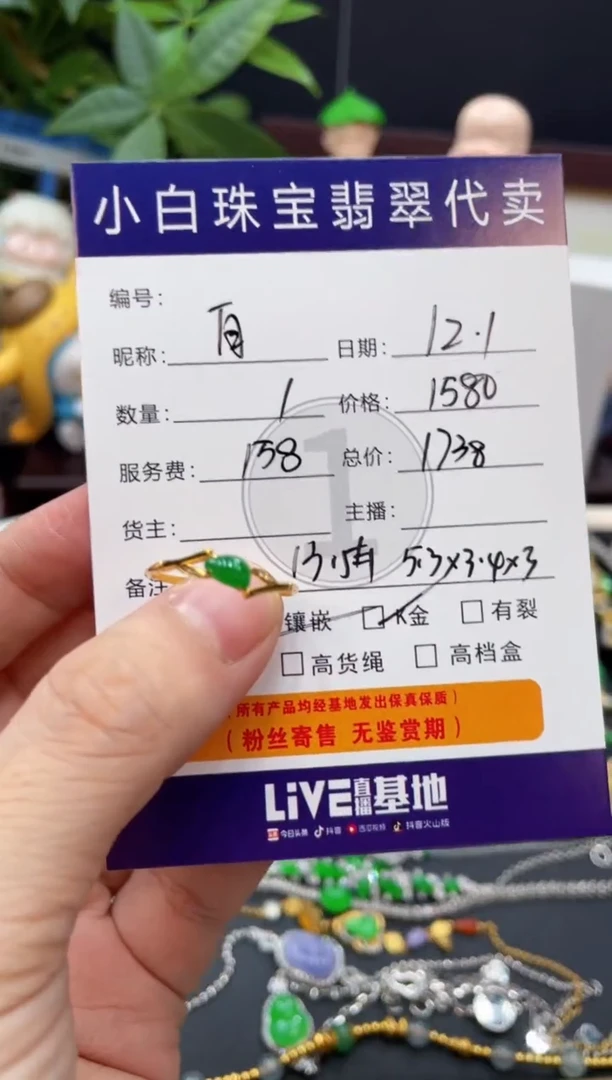 小白珠宝翡翠代卖
编号:
昵称: 日期: 12.1
数量: 1 价格: 1580
服务费: 158 总价: 1738
货主: 主播:
备注 5.3x3.4x3
镶嵌 K金 有裂
高货绳 高档盒
所有产品均经基地发出保真保质)
(粉丝寄售 无鉴赏期)
LiVE直播基地
今日头条 抖音 西瓜视频 抖音火山版